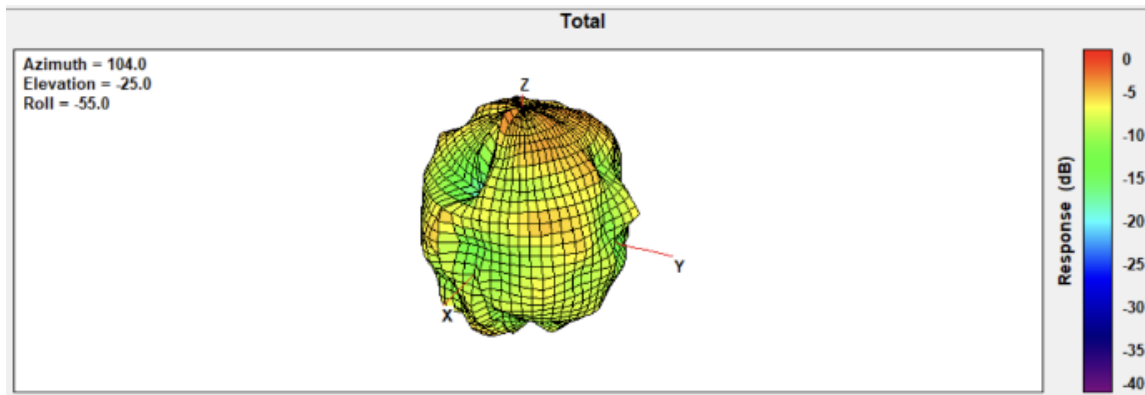 Total
Azimuth = 104.0
Elevation = -25.0
Roll = -55.0
Z
Y
X
Response (dB)
0
-5
-10
-15
-20
-25
-30
-35
-40